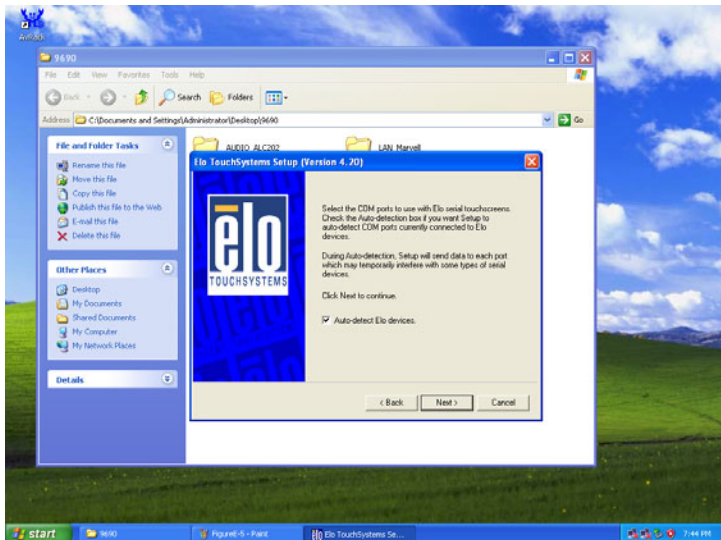 9690
File Edit View Favorites Tools Help
Back Search Folders
Address C:\Documents and Settings\Administrator\Desktop\9690 Go
File and Folder Tasks
Rename this file
Move this file
Copy this file
Publish this file to the Web
E-mail this file
Delete this file
Other Places
Desktop
My Documents
Shared Documents
My Computer
My Network Places
Details
AUDIO_ALC202
LAN_Marvell
Elo TouchSystems Setup (Version 4.20)
elo
TOUCHSYSTEMS
Select the COM ports to use with Elo serial touchscreens.
Check the Auto-detection box if you want Setup to
auto-detect COM ports currently connected to Elo
devices.
During Auto-detection, Setup will send data to each port
which may temporarily interfere with some types of serial
devices.
Click Next to continue.
Auto-detect Elo devices.
< Back
Next >
Cancel
start
9690
FigureE-5 - Paint
Elo TouchSystems Se...
7:44 PM